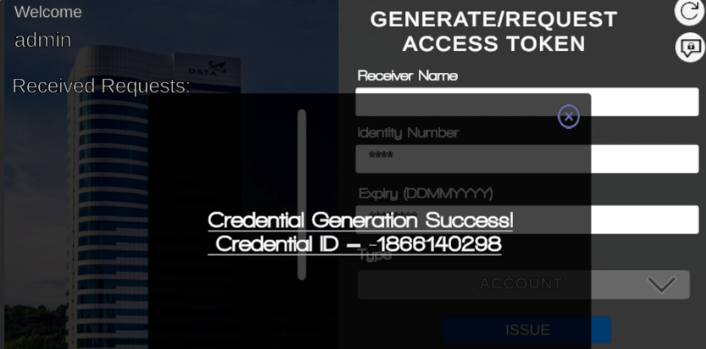 Welcome
admin
Received Requests:
DSTA
GENERATE/REQUEST
ACCESS TOKEN
Receiver Name
Identity Number
****
Expiry (DDMMYYYY)
Type
ACCOUNT
ISSUE
Credential Generation Success!
Credential ID – -1866140298